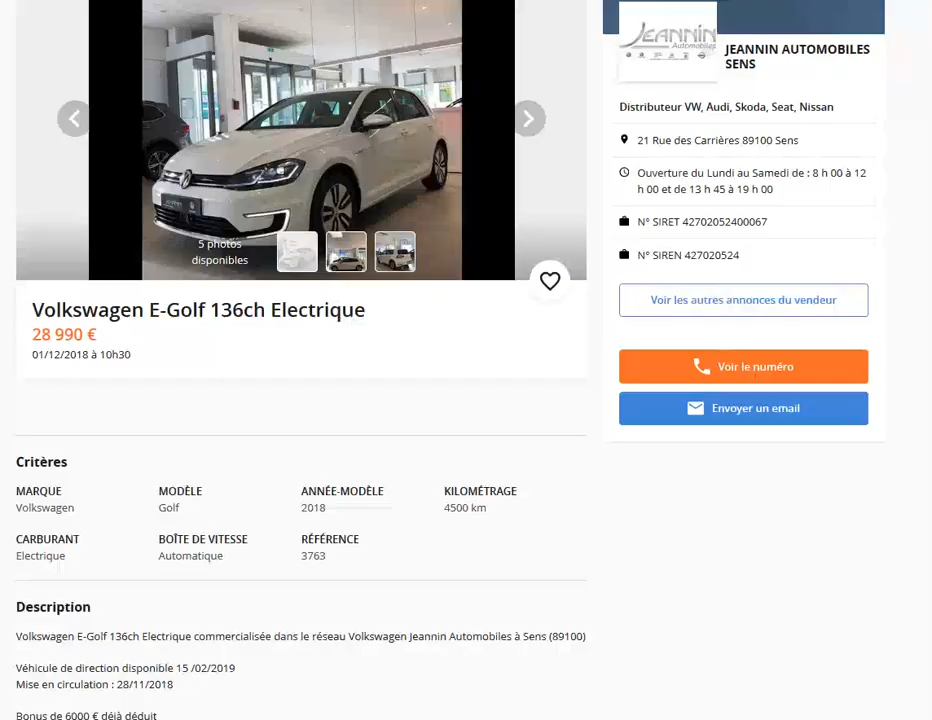 5 photos
disponibles
Volkswagen E-Golf 136ch Electrique
28 990 €
01/12/2018 à 10h30
Critères
MARQUE
Volkswagen
MODÈLE
Golf
ANNÉE-MODÈLE
2018
KILOMÉTRAGE
4500 km
CARBURANT
Electrique
BOÎTE DE VITESSE
Automatique
RÉFÉRENCE
3763
Description
Volkswagen E-Golf 136ch Electrique commercialisée dans le réseau Volkswagen Jeannin Automobiles à Sens (89100)
Véhicule de direction disponible 15 /02/2019
Mise en circulation : 28/11/2018
Bonus de 6000 € déjà déduit
JEANNIN
Automobiles
JEANNIN AUTOMOBILES
SENS
Distributeur VW, Audi, Skoda, Seat, Nissan
21 Rue des Carrières 89100 Sens
Ouverture du Lundi au Samedi de : 8 h 00 à 12
h 00 et de 13 h 45 à 19 h 00
N° SIRET 42702052400067
N° SIREN 427020524
Voir les autres annonces du vendeur
Voir le numéro
Envoyer un email